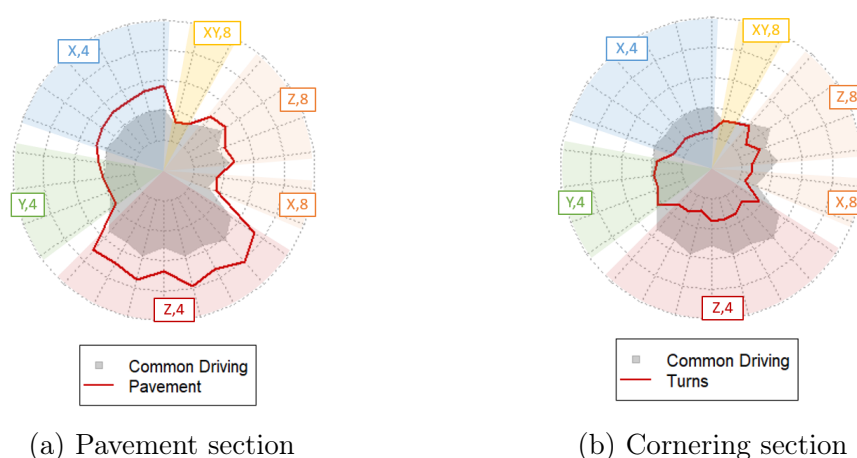 X,4
XY,8
Z,8
X,8
Y,4
Z,4
Common Driving
Pavement
(a) Pavement section
X,4
XY,8
Z,8
X,8
Y,4
Z,4
Common Driving
Turns
(b) Cornering section